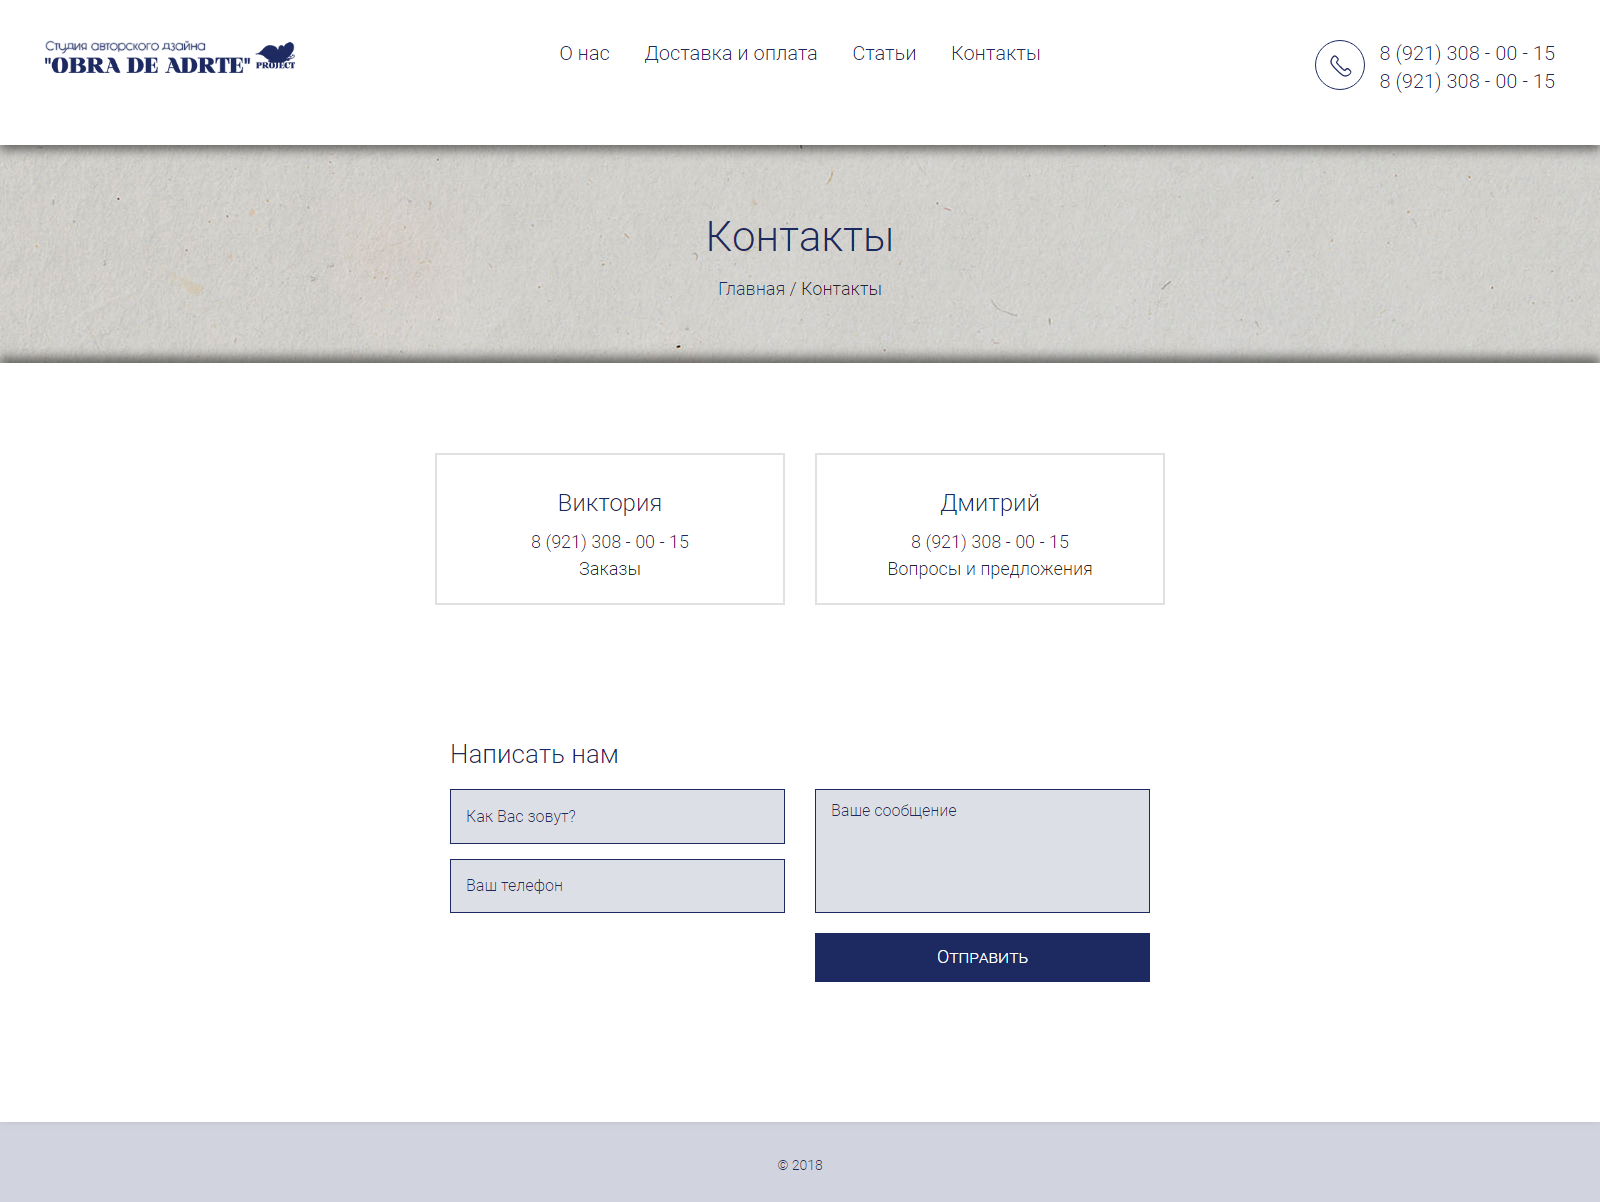 Студия авторского дзайна
"OBRA DE ADRTE" PROJECT
О нас Доставка и оплата Статьи Контакты
8 (921) 308 - 00 - 15
8 (921) 308 - 00 - 15
Контакты
Главная / Контакты
Виктория
8 (921) 308 - 00 - 15
Заказы
Дмитрий
8 (921) 308 - 00 - 15
Вопросы и предложения
Написать нам
Как Вас зовут?
Ваш телефон
Ваше сообщение
Отправить
© 2018